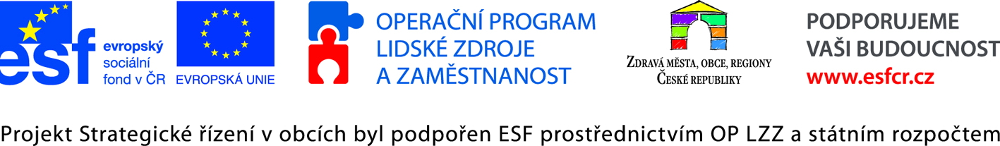 esf
evropský
sociální
fond v ČR
EVROPSKÁ UNIE
OPERAČNÍ PROGRAM
LIDSKÉ ZDROJE
A ZAMĚSTNANOST
ZDRAVÁ MĚSTA, OBCE, REGIONY
ČESKÉ REPUBLIKY
PODPORUJEME
VAŠI BUDOUCNOST
www.esfcr.cz
Projekt Strategické řízení v obcích byl podpořen ESF prostřednictvím OP LZZ a státním rozpočtem